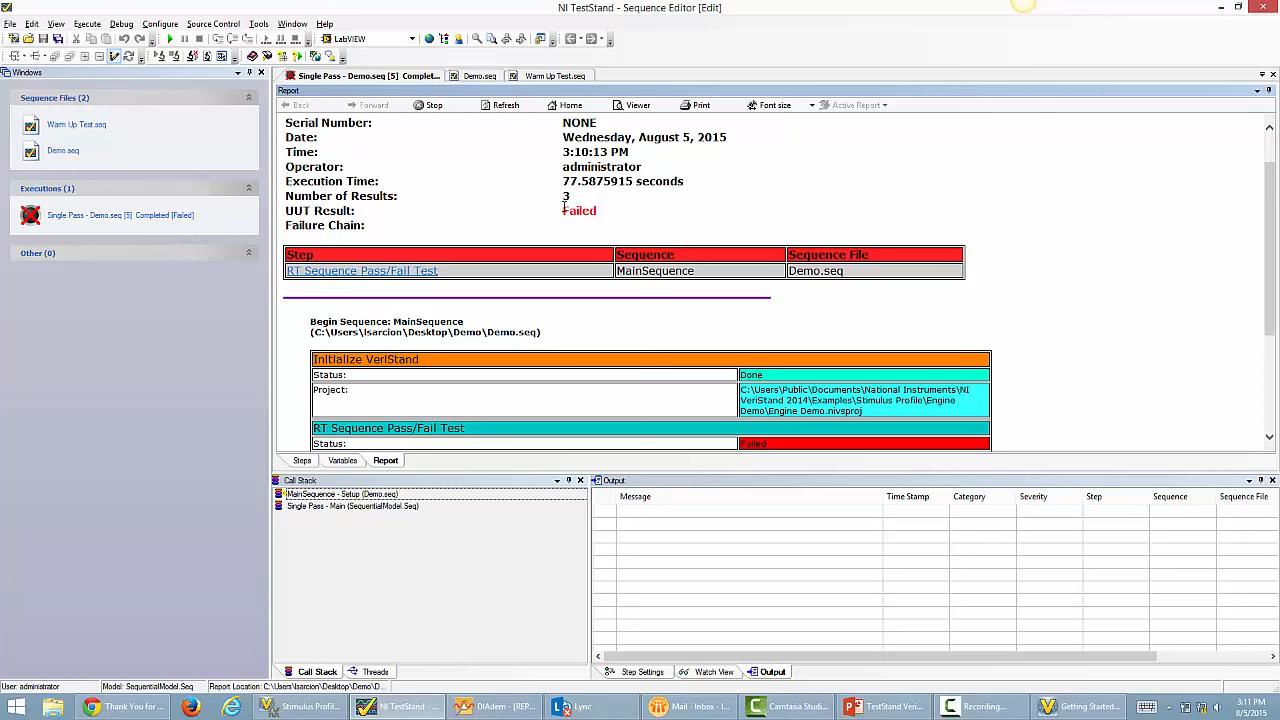 NI TestStand - Sequence Editor [Edit]
File Edit View Execute Debug Configure Source Control Tools Window Help
LabVIEW
Windows
Sequence Files (2)
Warm Up Test.seq
Demo.seq
Executions (1)
Single Pass - Demo.seq [5] Completed [Failed]
Other (0)
Single Pass - Demo.seq [5] Complet... Demo.seq Warm Up Test.seq
Report
Back Forward Stop Refresh Home Viewer Print Font size Active Report
Serial Number: NONE
Date: Wednesday, August 5, 2015
Time: 3:10:13 PM
Operator: administrator
Execution Time: 77.5875915 seconds
Number of Results: 3
UUT Result: Failed
Failure Chain:
Step Sequence Sequence File
RT Sequence Pass/Fail Test MainSequence Demo.seq
Begin Sequence: MainSequence
(C:\Users\lsarcion\Desktop\Demo\Demo.seq)
Initialize VeriStand
Status: Done
Project: C:\Users\Public\Documents\National Instruments\NI
VeriStand 2014\Examples\Stimulus Profile\Engine
Demo\Engine Demo.nivsproj
RT Sequence Pass/Fail Test
Status: Failed
Steps Variables Report
Call Stack
MainSequence - Setup (Demo.seq)
Single Pass - Main (SequentialModel.Seq)
Call Stack Threads
Output
Message Time Stamp Category Severity Step Sequence Sequence File
Step Settings Watch View Output
User: administrator Model: SequentialModel.Seq Report Location: C:\Users\lsarcion\Desktop\Demo\D...
Thank You for ... Stimulus Profil... NI TestStand - ... DIAdem - [REP... Lync Mail - Inbox - l... Camtasia Studi... TestStand Veri... Recording... Getting Started... 3:11 PM
8/5/2015